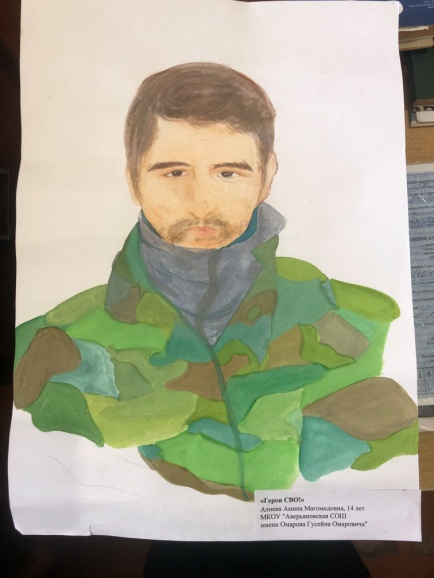 «Герои СВО!»
Алиева Амина Магомедовна, 14 лет
МКОУ "Аверьяновская СОШ
имени Омарова Гусейна Омаровича"